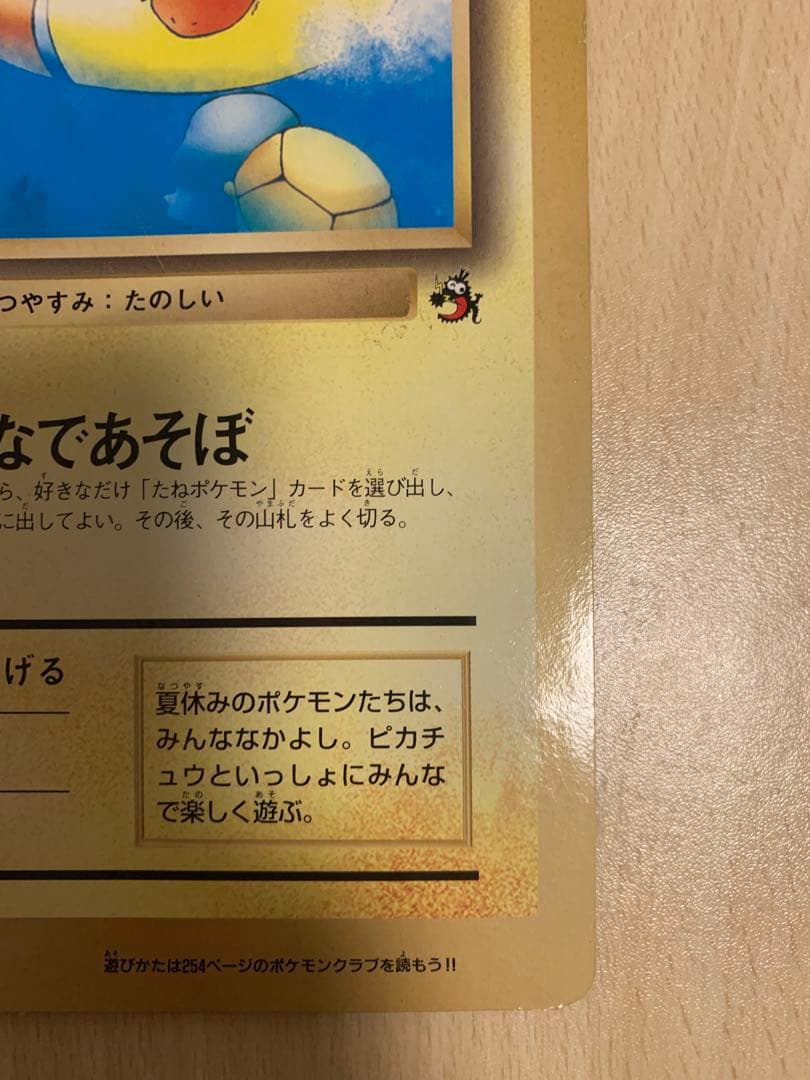 つやすみ：たのしい
なであそぼ
ら、好きなだけ「たねポケモン」カードを選び出し、
に出してよい。その後、その山札をよく切る。
げる
夏休みのポケモンたちは、
みんななかよし。ピカチ
ュウといっしょにみんな
で楽しく遊ぶ。
遊びかたは254ページのポケモンクラブを読もう!!